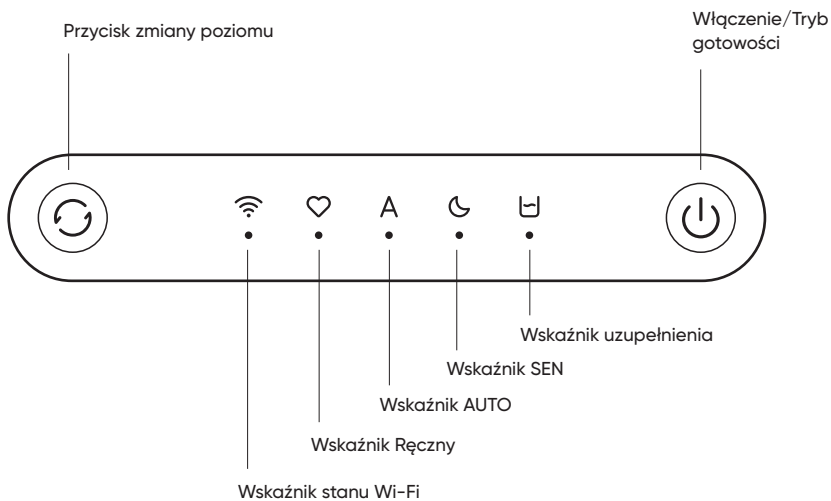 Przycisk zmiany poziomu
Włączenie/Tryb
gotowości
A
Wskaźnik uzupełnienia
Wskaźnik SEN
Wskaźnik AUTO
Wskaźnik Ręczny
Wskaźnik stanu Wi-Fi